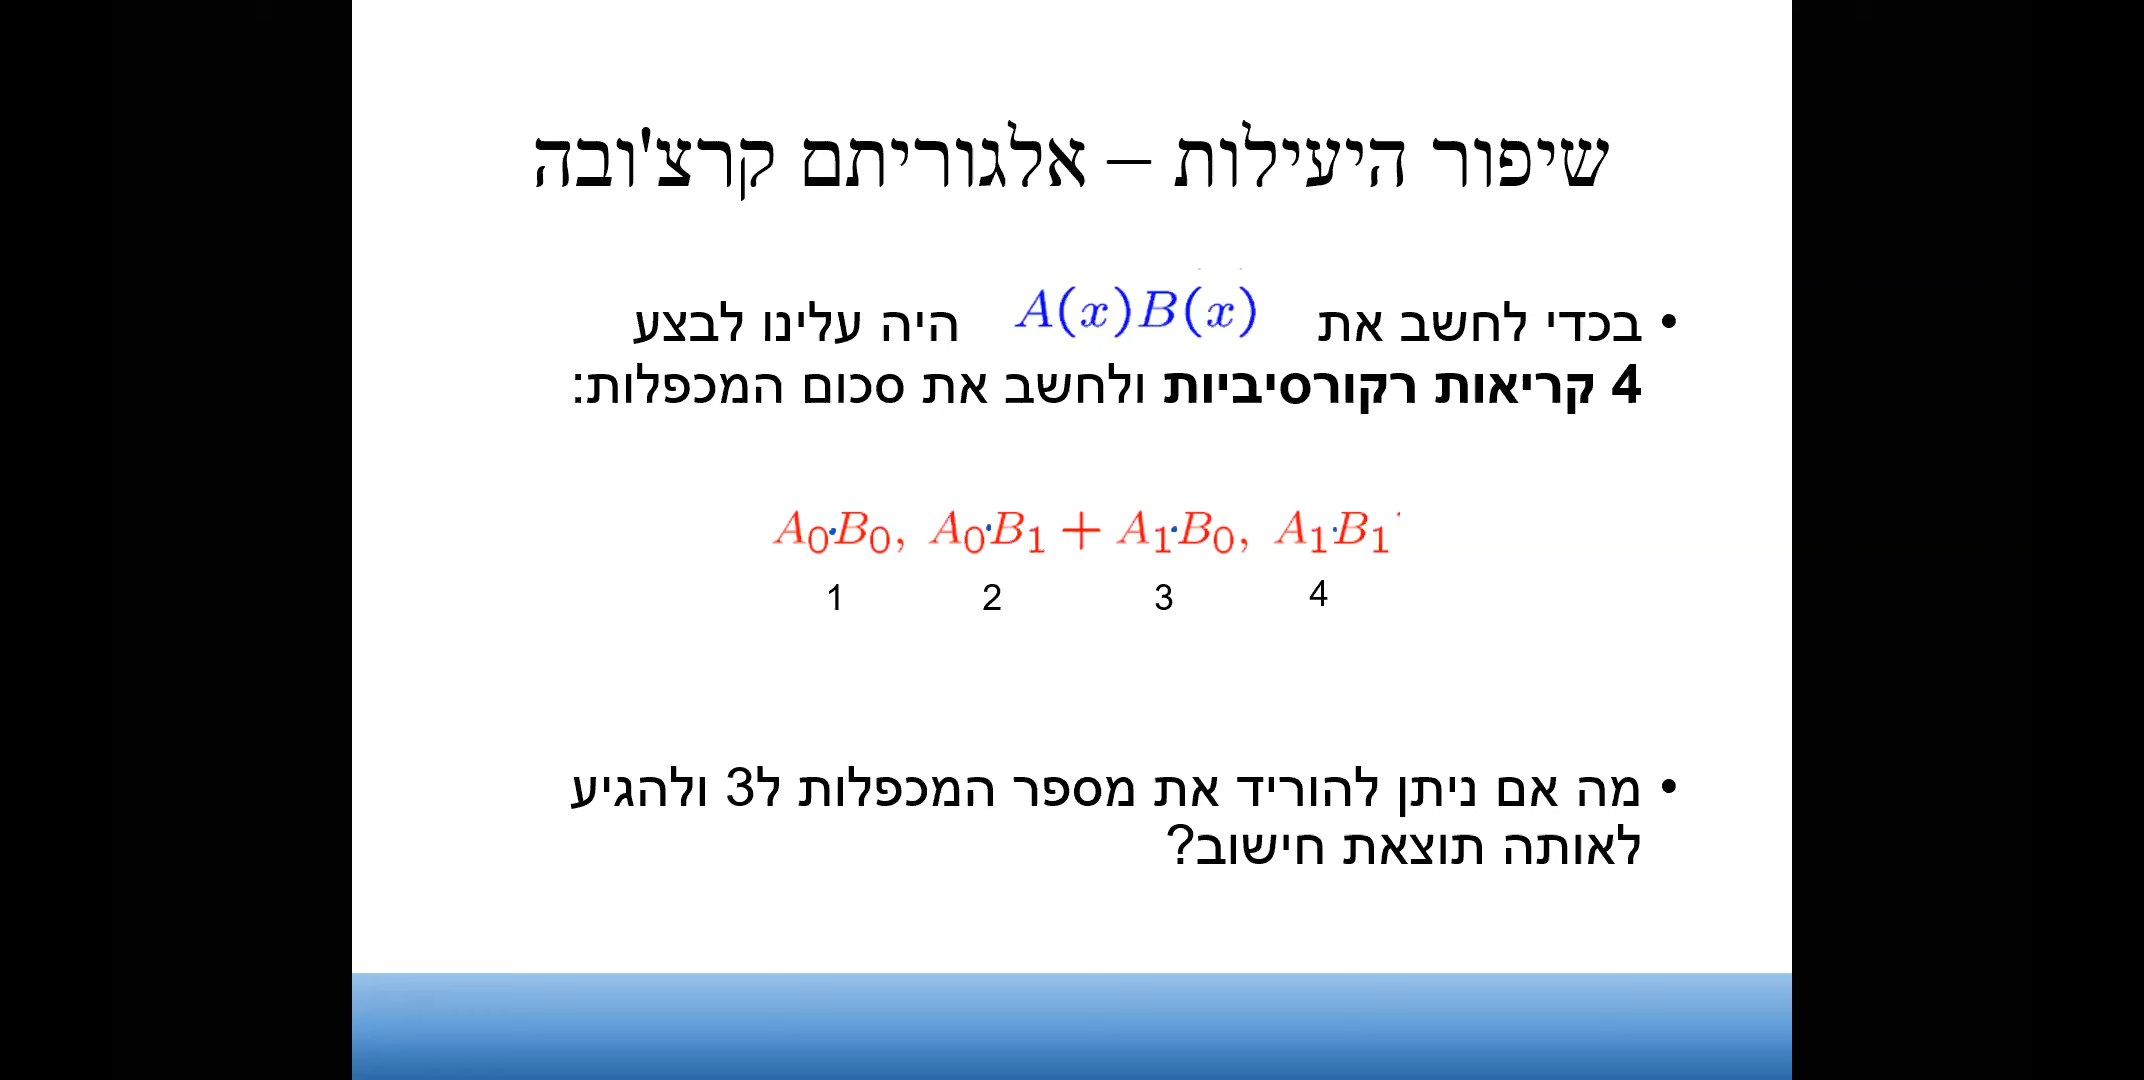 שיפור היעילות – אלגוריתם קרצ'ובה
• בכדי לחשב את A(x)B(x) היה עלינו לבצע
4 קריאות רקורסיביות ולחשב את סכום המכפלות:
A₀·B₀, A₀·B₁ + A₁·B₀, A₁·B₁
1 2 3 4
• מה אם ניתן להוריד את מספר המכפלות ל3 ולהגיע
לאותה תוצאת חישוב?